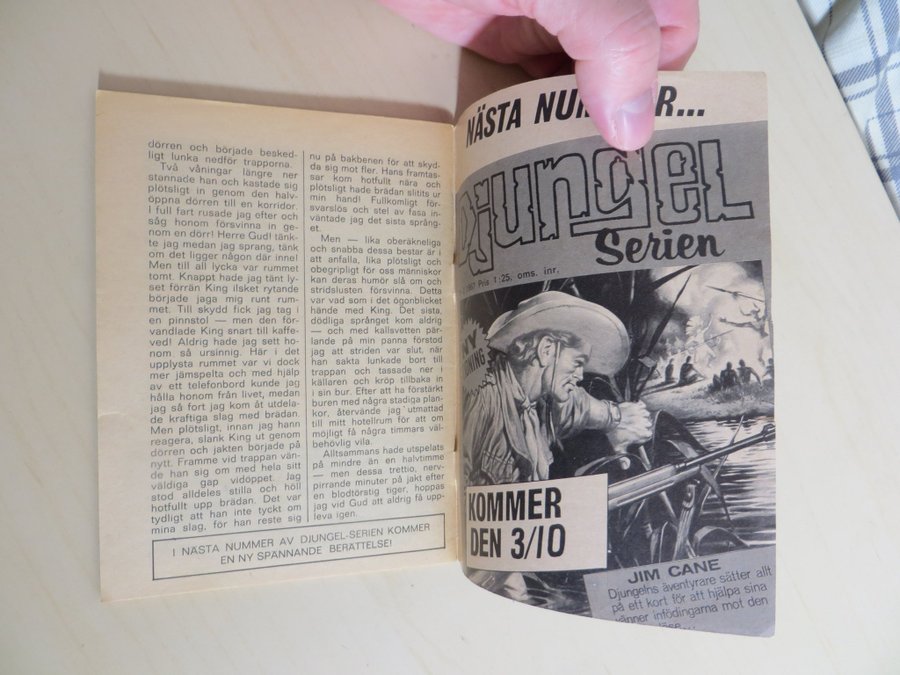 dörren och började besked-
ligt lunka nedför trapporna.
Två våningar längre ner
stannade han och kastade sig
plötsligt in genom den halv-
öppna dörren till en korridor.
I full fart rusade jag efter och
såg honom försvinna in ge-
nom en dörr! Herre Gud! tänk-
te jag medan jag sprang, tänk
om det ligger någon där inne!
Men till all lycka var rummet
tomt. Knappt hade jag tänt ly-
set förrän King ilsket rytande
började jaga mig runt rum-
met. Till skydd fick jag tag i
en pinnstol — men den för-
vandlade King snart till kaffe-
ved! Aldrig hade jag sett ho-
nom så ursinnig. Här i det
upplysta rummet var vi dock
mer jämspelta och med hjälp
av ett telefonbord kunde jag
hålla honom från livet, medan
jag så fort jag kom åt utdela-
de kraftiga slag med brädan.
Men plötsligt, innan jag hann
reagera, slank King ut genom
dörren och jakten började på
nytt. Framme vid trappan vän-
de han sig om med hela sitt
väldiga gap vidöppet. Jag
stod alldeles stilla och höll
hotfullt upp brädan. Det var
tydligt att han inte tyckt om
mina slag, för han reste sig
nu på bakbenen för att skyd-
da sig mot fler. Hans framtas-
sar kom hotfullt nära och
plötsligt hade brädan slitits ur
min hand! Fullkomligt för-
svarslös och stel av fasa in-
väntade jag det sista språng-
et.
Men — lika oberäkneliga
och snabba dessa bestar är i
att anfalla, lika plötsligt och
obegripligt för oss människor
kan deras humör slå om och
stridslusten försvinna. Detta
var vad som i det ögonblicket
hände med King. Det sista,
dödliga språnget kom aldrig
— och med kallsvetten pär-
lande på min panna förstod
jag att striden var slut, när
han sakta lunkade bort till
trappan och tassade ner i
källaren och kröp tillbaka in
i sin bur. Efter att ha förstärkt
buren med några stadiga plan-
kor, återvände jag utmattad
till mitt hotellrum för att om
möjligt få några timmars väl-
behövlig vila.
Alltsammans hade utspelats
på mindre än en halvtimme
— men dessa trettio, nerv-
pirrande minuter på jakt efter
en blodtörstig tiger, hoppas
jag vid Gud att aldrig få upp-
leva igen.
I NÄSTA NUMMER AV DJUNGEL-SERIEN KOMMER
EN NY SPÄNNANDE BERÄTTELSE!
NÄSTA
Djungel
Serien
1967 Pris 1:25, oms. inr.
KOMMER
DEN 3/10
JIM CANE
Djungelns äventyrare sätter allt
på ett kort för att hjälpa sina
vänner infödingarna mot den